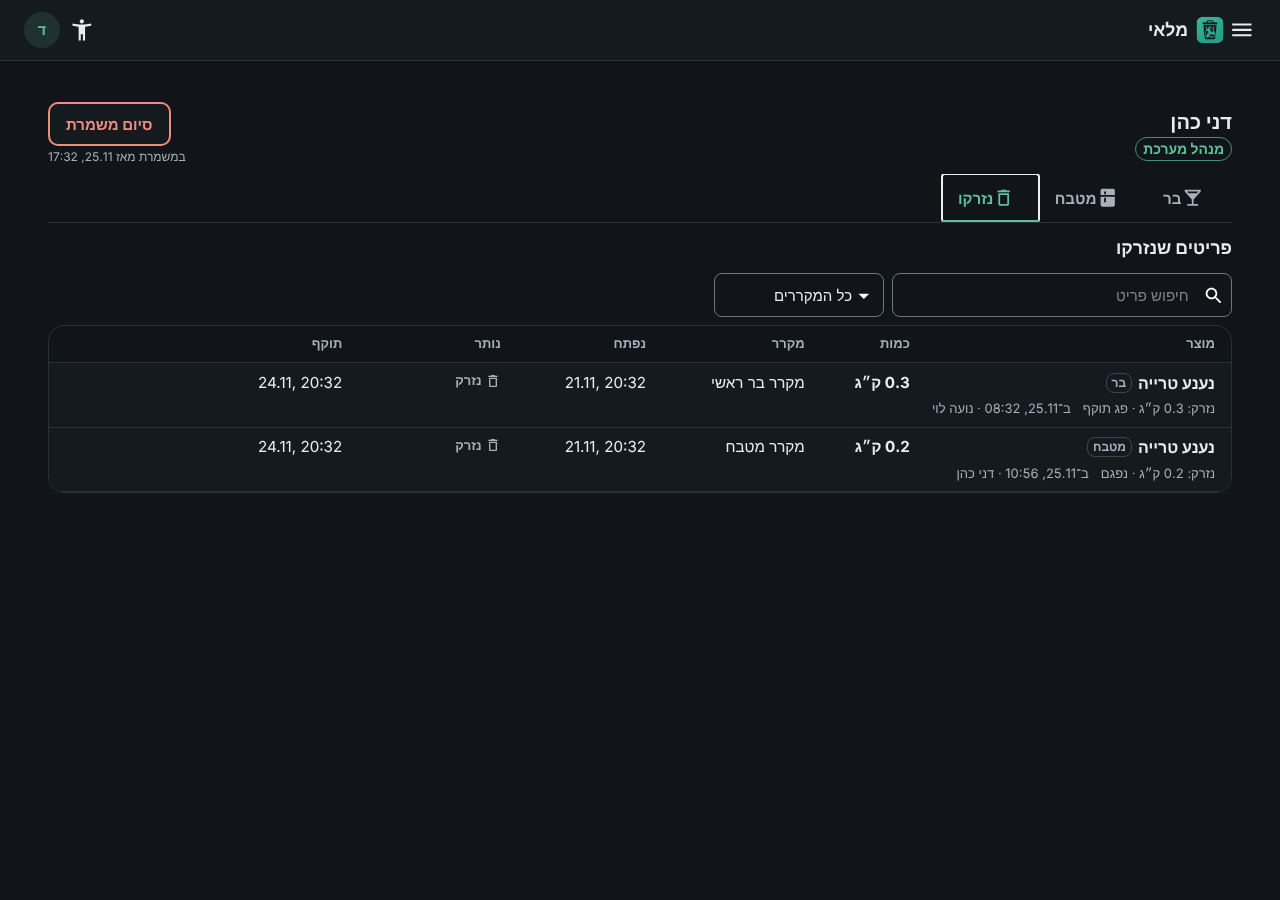 מלאי
ד
דני כהן
מנהל מערכת
סיום משמרת
במשמרת מאז 25.11, 17:32
בר
מטבח
נזרקו
פריטים שנזרקו
חיפוש פריט
כל המקררים
מוצר כמות מקרר נפתח נותר תוקף
נענע טרייה בר 0.3 ק״ג מקרר בר ראשי 21.11, 20:32 נזרק 24.11, 20:32
נזרק: 0.3 ק״ג · פג תוקף ב־25.11, 08:32 · נועה לוי
נענע טרייה מטבח 0.2 ק״ג מקרר מטבח 21.11, 20:32 נזרק 24.11, 20:32
נזרק: 0.2 ק״ג · נפגם ב־25.11, 10:56 · דני כהן